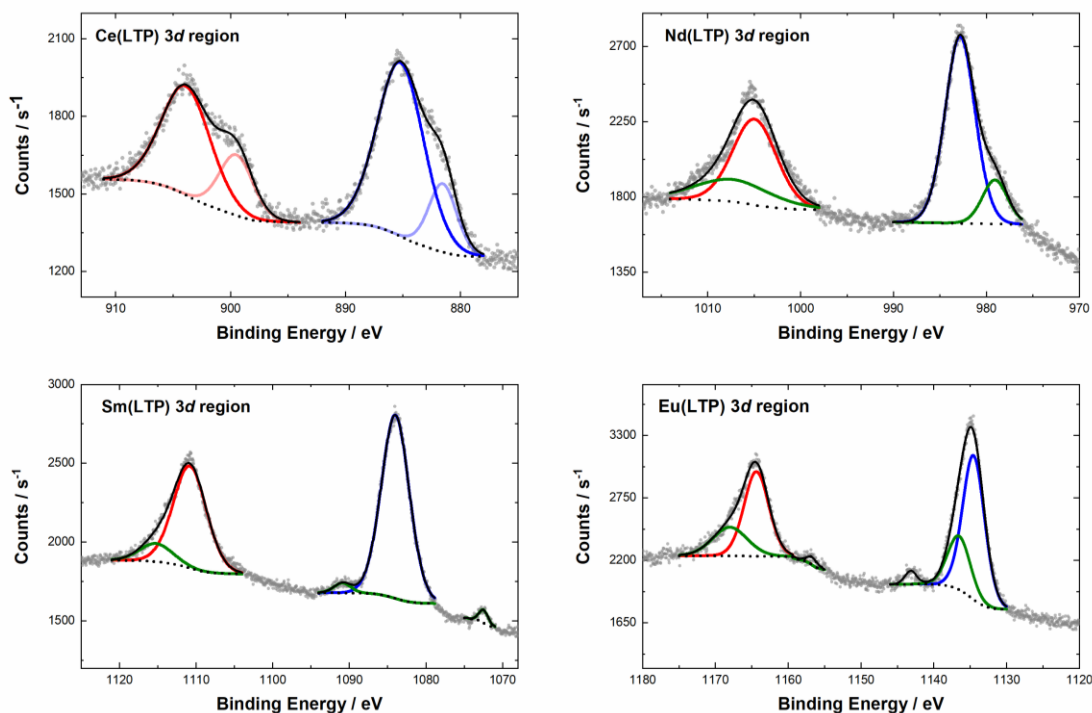 Ce(LTP) 3d region
Counts / s-1
2100
1800
1500
1200
910 900 890 880
Binding Energy / eV
Nd(LTP) 3d region
Counts / s-1
2700
2250
1800
1350
1010 1000 990 980 970
Binding Energy / eV
Sm(LTP) 3d region
Counts / s-1
3000
2500
2000
1500
1120 1110 1100 1090 1080 1070
Binding Energy / eV
Eu(LTP) 3d region
Counts / s-1
3300
2750
2200
1650
1180 1170 1160 1150 1140 1130 1120
Binding Energy / eV